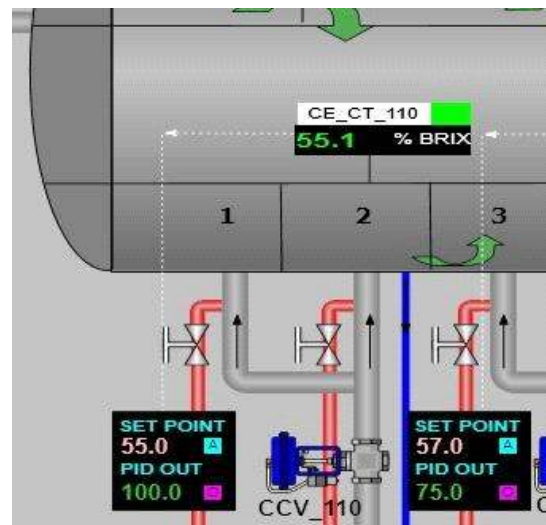 CE_CT_110
55.1 % BRIX
1 2 3
SET POINT
55.0 A
PID OUT
100.0
CCV_110
SET POINT
57.0 A
PID OUT
75.0